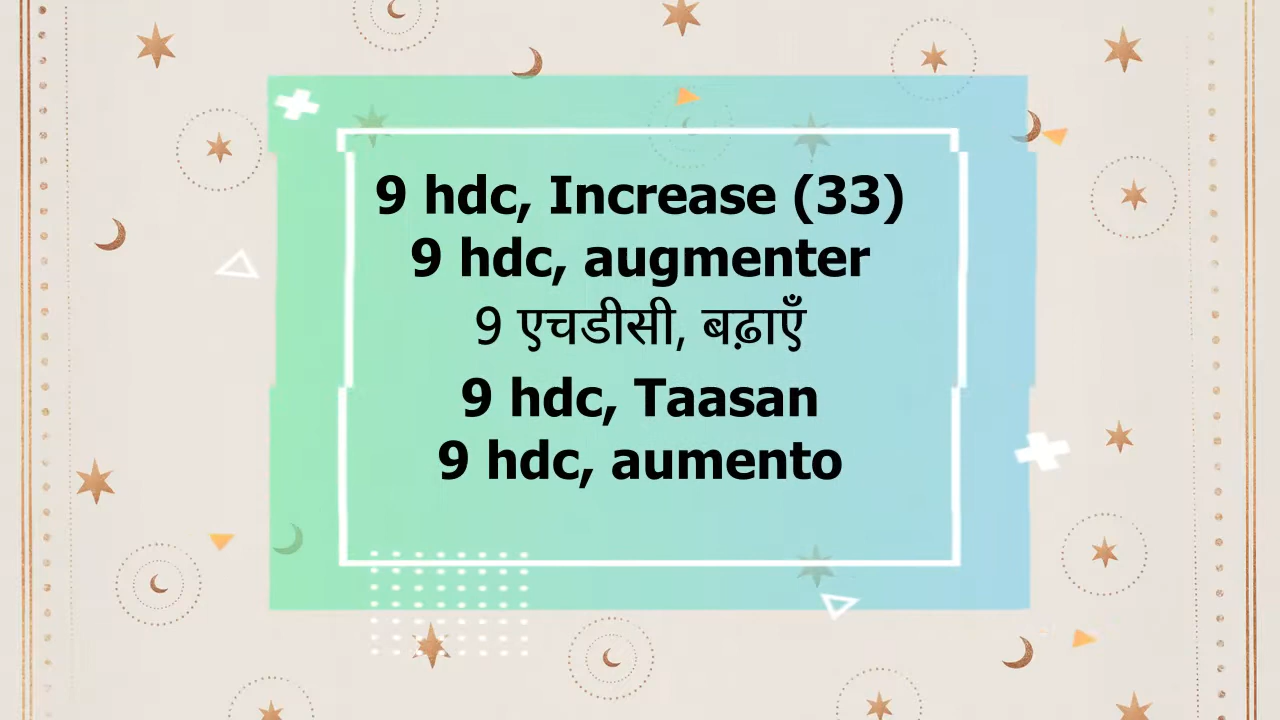 9 hdc, Increase (33)
9 hdc, augmenter
9 एचडीसी, बढ़ाएँ
9 hdc, Taasan
9 hdc, aumento